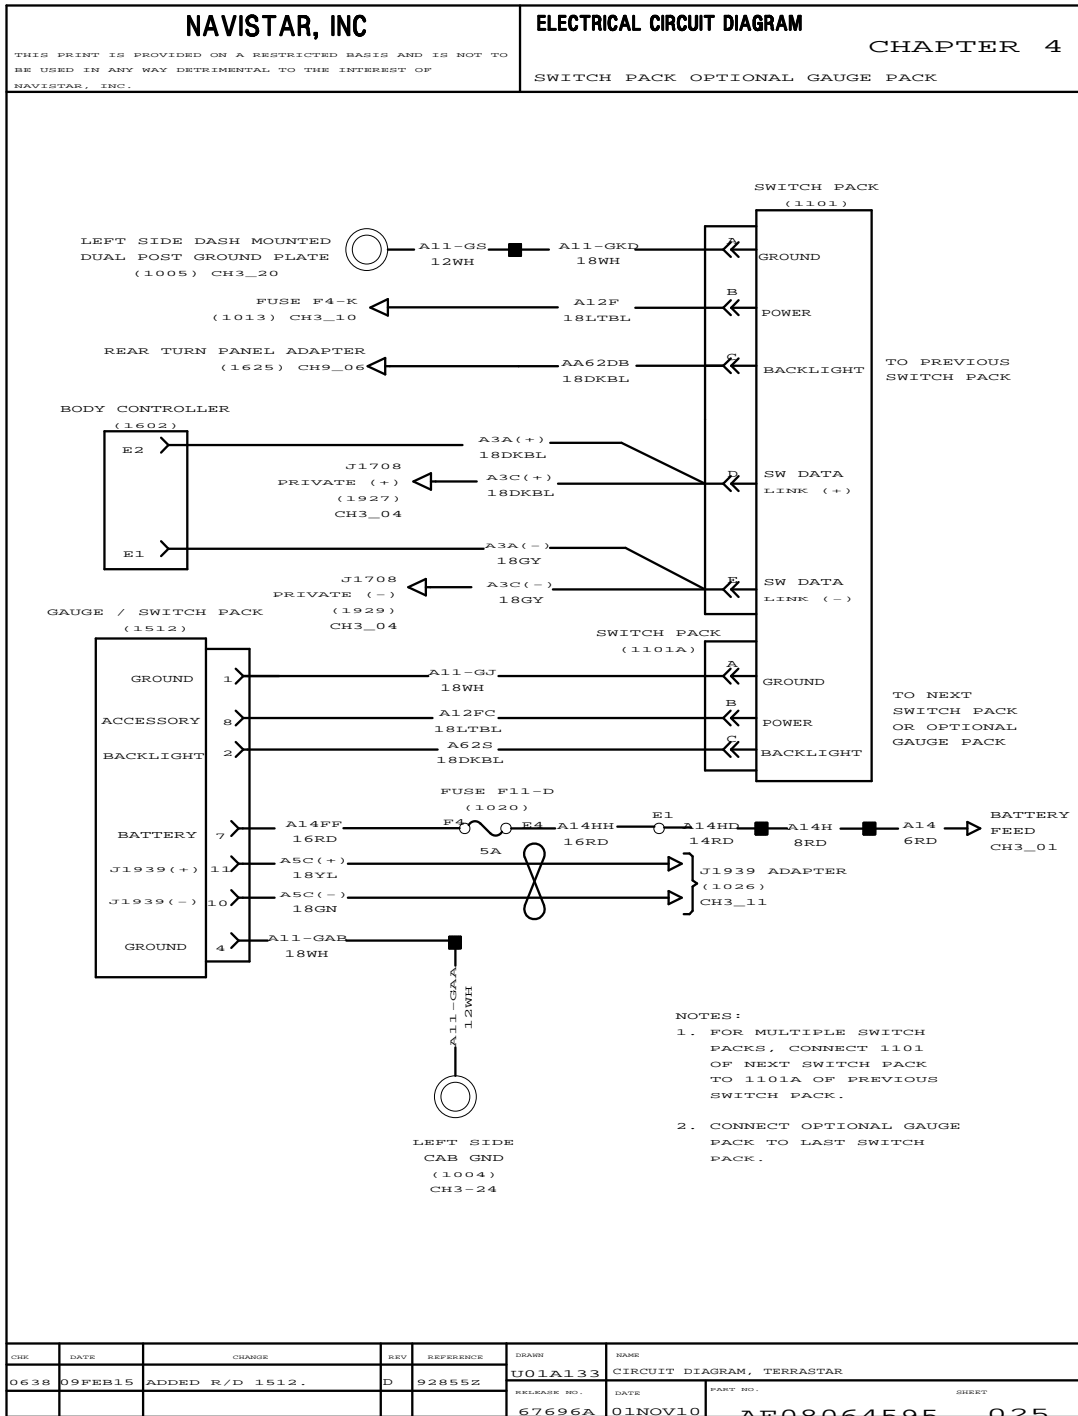 NAVISTAR, INC
THIS PRINT IS PROVIDED ON A RESTRICTED BASIS AND IS NOT TO
BE USED IN ANY WAY DETRIMENTAL TO THE INTEREST OF
NAVISTAR, INC.
ELECTRICAL CIRCUIT DIAGRAM
CHAPTER 4
SWITCH PACK OPTIONAL GAUGE PACK
SWITCH PACK
(1101)
LEFT SIDE DASH MOUNTED
DUAL POST GROUND PLATE
(1005) CH3_20
A11-GS
12WH
A11-GKD
18WH
A
GROUND
FUSE F4-K
(1013) CH3_10
A12F
18LTBL
B
POWER
REAR TURN PANEL ADAPTER
(1625) CH9_06
AA62DB
18DKBL
C
BACKLIGHT
TO PREVIOUS
SWITCH PACK
BODY CONTROLLER
(1602)
E2
A3A(+)
18DKBL
J1708
PRIVATE (+)
(1927)
CH3_04
A3C(+)
18DKBL
D
SW DATA
LINK (+)
E1
A3A(-)
18GY
J1708
PRIVATE (-)
(1929)
CH3_04
A3C(-)
18GY
E
SW DATA
LINK (-)
GAUGE / SWITCH PACK
(1512)
SWITCH PACK
(1101A)
GROUND
1
A11-GJ
18WH
A
GROUND
ACCESSORY
8
A12FC
18LTBL
B
POWER
BACKLIGHT
2
A62S
18DKBL
C
BACKLIGHT
TO NEXT
SWITCH PACK
OR OPTIONAL
GAUGE PACK
FUSE F11-D
(1020)
BATTERY
7
A14FF
16RD
F4
5A
E4
A14HH
16RD
E1
A14HD
14RD
A14H
8RD
A14
6RD
BATTERY
FEED
CH3_01
J1939(+)
11
A5C(+)
18YL
J1939(-)
10
A5C(-)
18GN
J1939 ADAPTER
(1026)
CH3_11
GROUND
4
A11-GAB
18WH
A11-GAA
12WH
LEFT SIDE
CAB GND
(1004)
CH3-24
NOTES:
1. FOR MULTIPLE SWITCH
PACKS, CONNECT 1101
OF NEXT SWITCH PACK
TO 1101A OF PREVIOUS
SWITCH PACK.
2. CONNECT OPTIONAL GAUGE
PACK TO LAST SWITCH
PACK.
CHK DATE CHANGE REV REFERENCE
0638 09FEB15 ADDED R/D 1512. D 92855Z
DRAWN
U01A133
NAME
CIRCUIT DIAGRAM, TERRASTAR
RELEASE NO.
67696A
DATE
01NOV10
PART NO.
AE08064595
SHEET
025